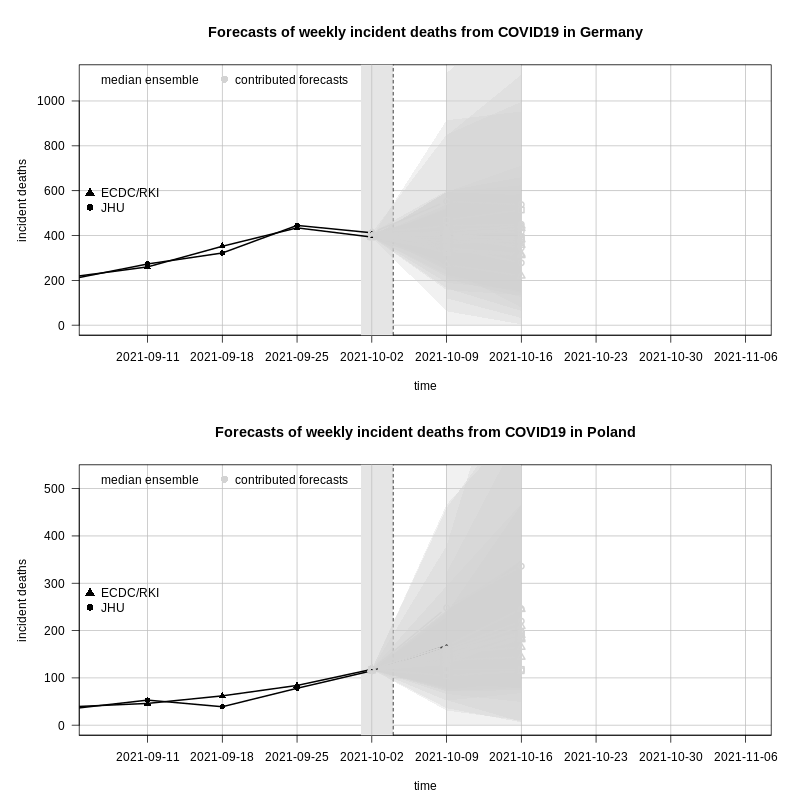 Forecasts of weekly incident deaths from COVID19 in Germany
median ensemble contributed forecasts
1000
800
600
400
200
0
ECDC/RKI
JHU
incident deaths
2021-09-11 2021-09-18 2021-09-25 2021-10-02 2021-10-09 2021-10-16 2021-10-23 2021-10-30 2021-11-06
time
Forecasts of weekly incident deaths from COVID19 in Poland
median ensemble contributed forecasts
500
400
300
200
100
0
ECDC/RKI
JHU
incident deaths
2021-09-11 2021-09-18 2021-09-25 2021-10-02 2021-10-09 2021-10-16 2021-10-23 2021-10-30 2021-11-06
time